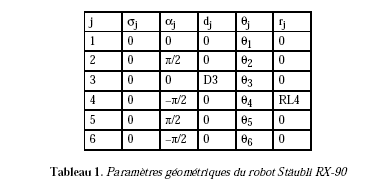 j σj αj dj θj rj
1 0 0 0 θ1 0
2 0 π/2 0 θ2 0
3 0 0 D3 θ3 0
4 0 −π/2 0 θ4 RL4
5 0 π/2 0 θ5 0
6 0 −π/2 0 θ6 0
Tableau 1. Paramètres géométriques du robot Stäubli RX-90